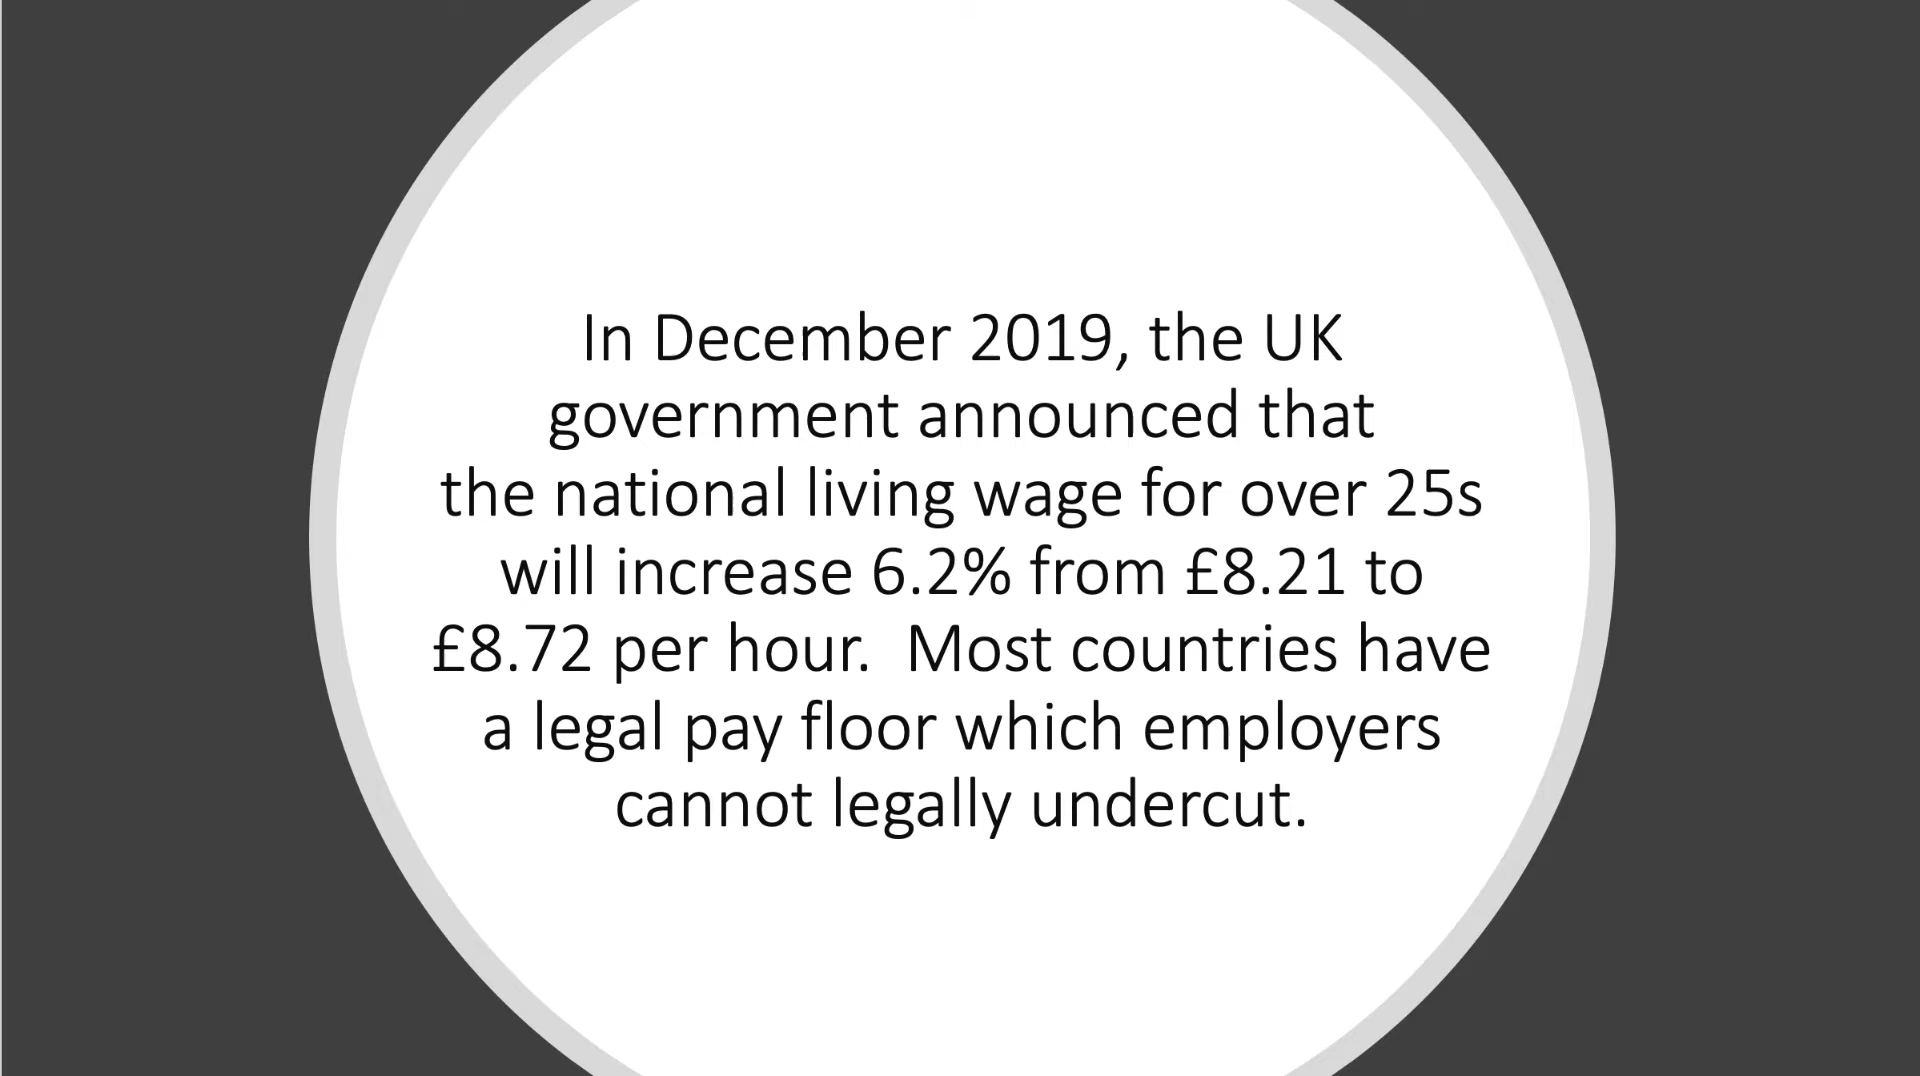 In December 2019, the UK
government announced that
the national living wage for over 25s
will increase 6.2% from £8.21 to
£8.72 per hour.  Most countries have
a legal pay floor which employers
cannot legally undercut.